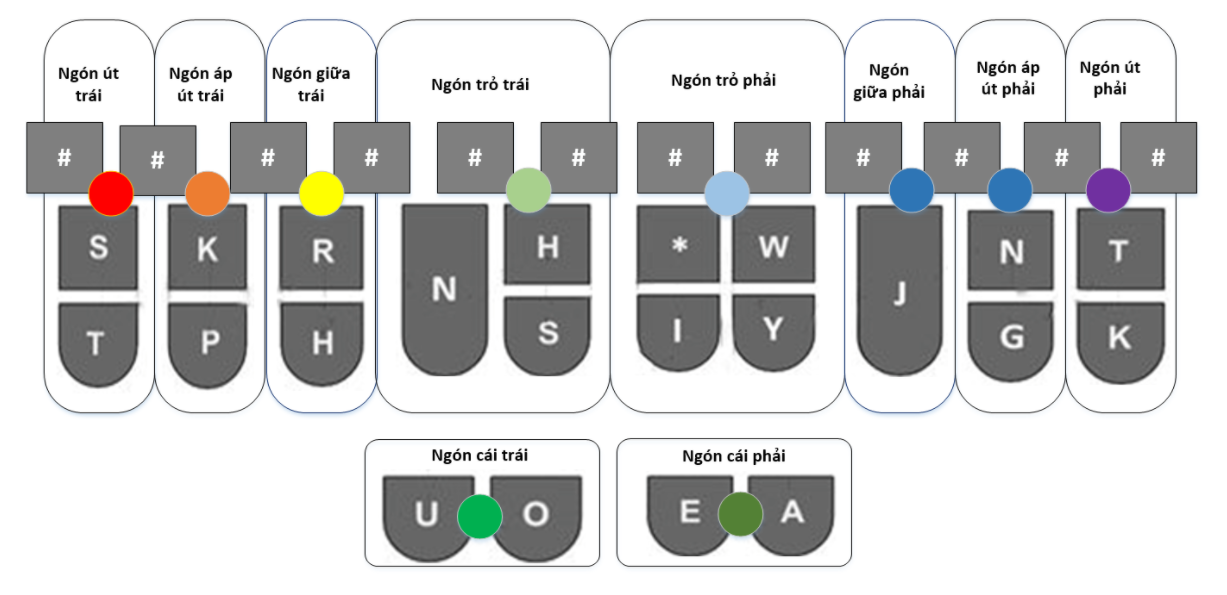 Ngón út
trái
Ngón áp
út trái
Ngón giữa
trái
Ngón trỏ trái
Ngón trỏ phải
Ngón
giữa phải
Ngón áp
út phải
Ngón út
phải
# # # # # # # # # # # #
S K R N H * W J N T
T P H S I Y G K
Ngón cái trái
U O
Ngón cái phải
E A